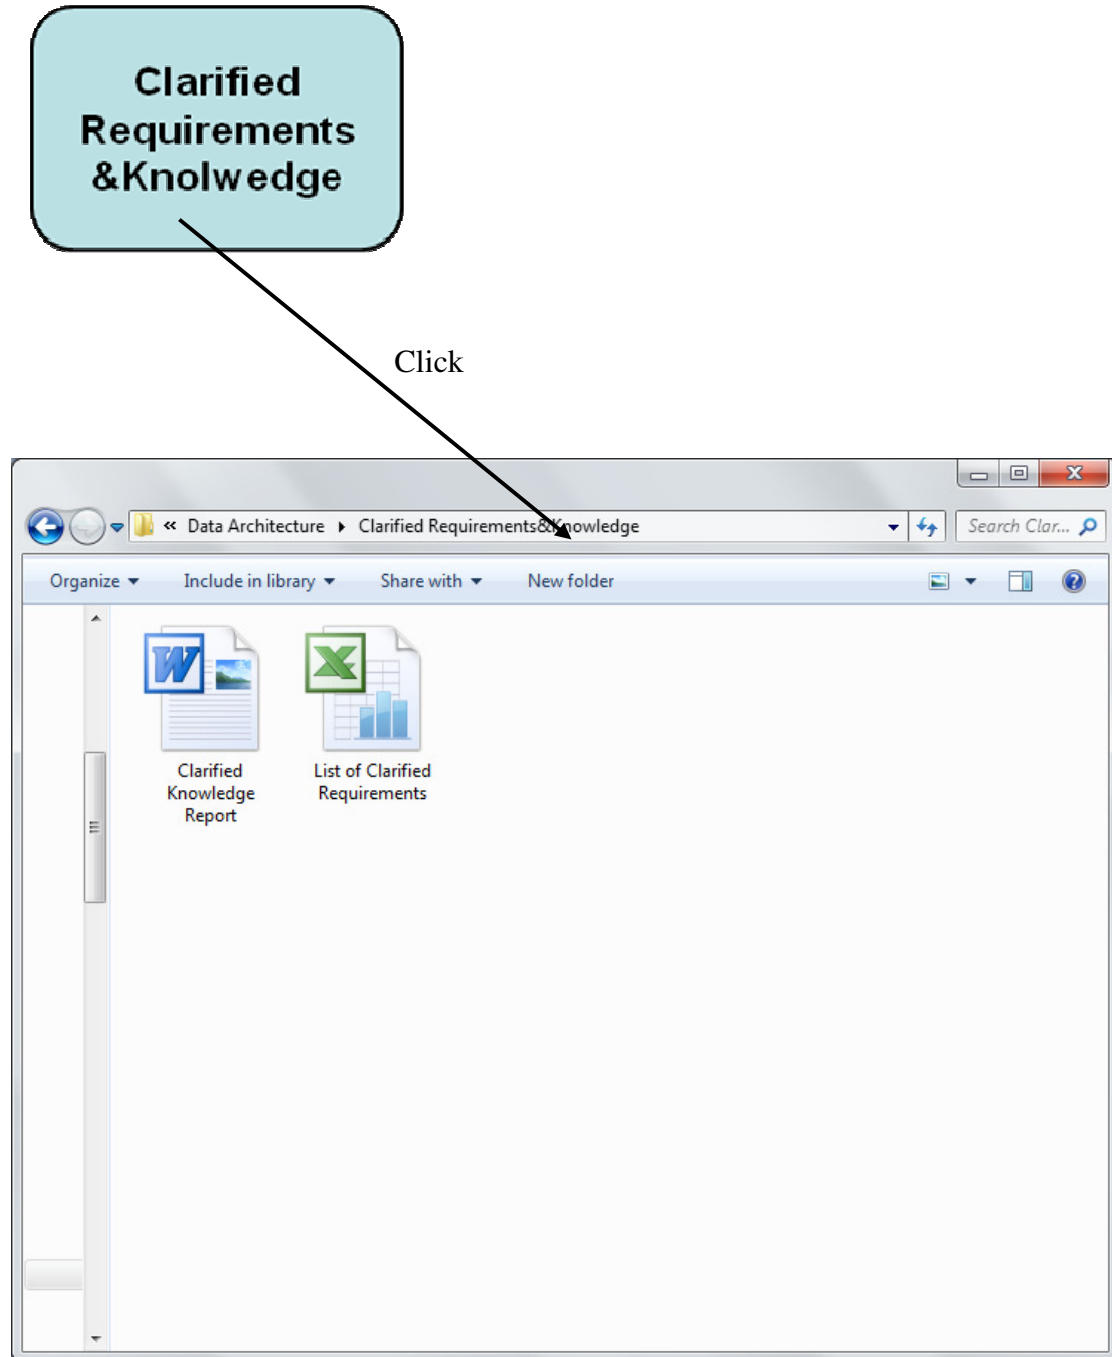 Clarified
Requirements
&Knolwedge
Click
« Data Architecture Clarified Requirements&Knowledge Search Clar...
Organize Include in library Share with New folder
Clarified
Knowledge
Report
List of Clarified
Requirements